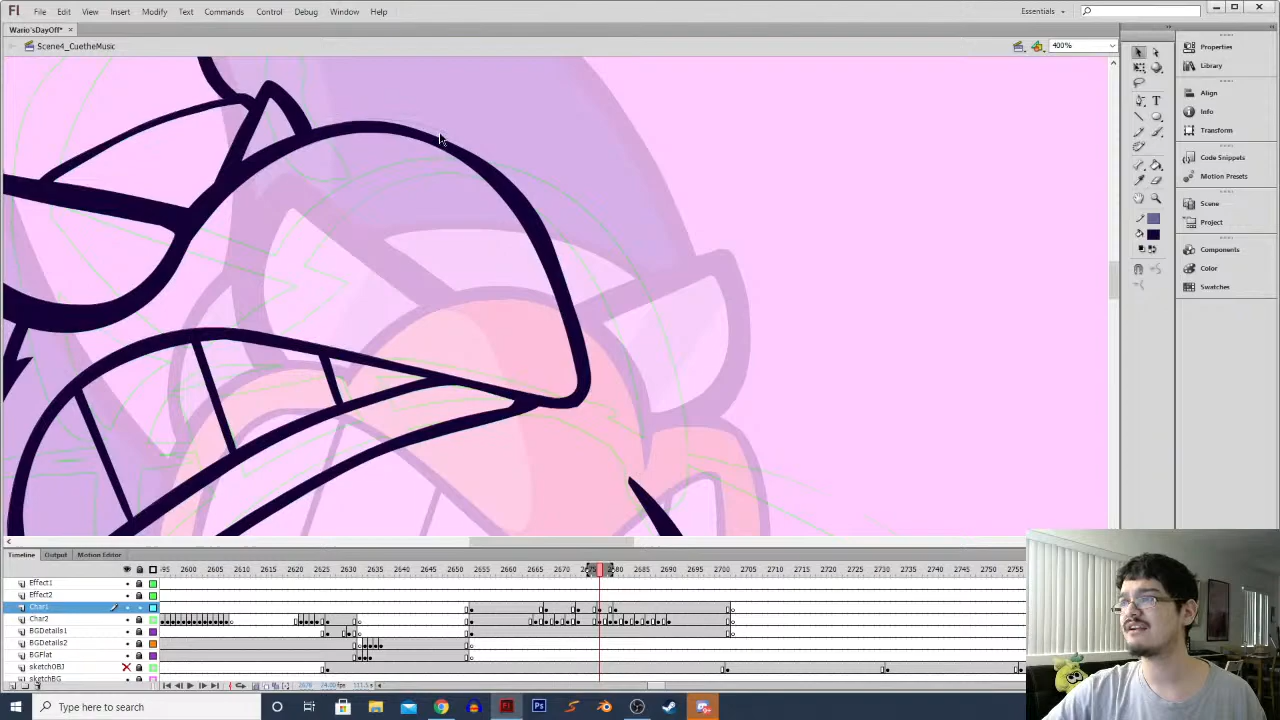 Fl File Edit View Insert Modify Text Commands Control Debug Window Help Essentials
Wario'sDayOff* ×
Scene4_CuetheMusic 400%
Properties
Library
Align
Info
Transform
Code Snippets
Motion Presets
Scene
Project
Components
Color
Swatches
Timeline Output Motion Editor
2600 2605 2610 2615 2620 2625 2630 2635 2640 2645 2650 2655 2660 2665 2670 2680 2685 2690 2695 2700 2705 2710 2715 2720 2725 2730 2735 2740 2745 2750 2755
Effect1
Effect2
Char1
Char2
BGDetails1
BGDetails2
BGFlat
sketchOBJ
sketchBG
24.00fps
Type here to search